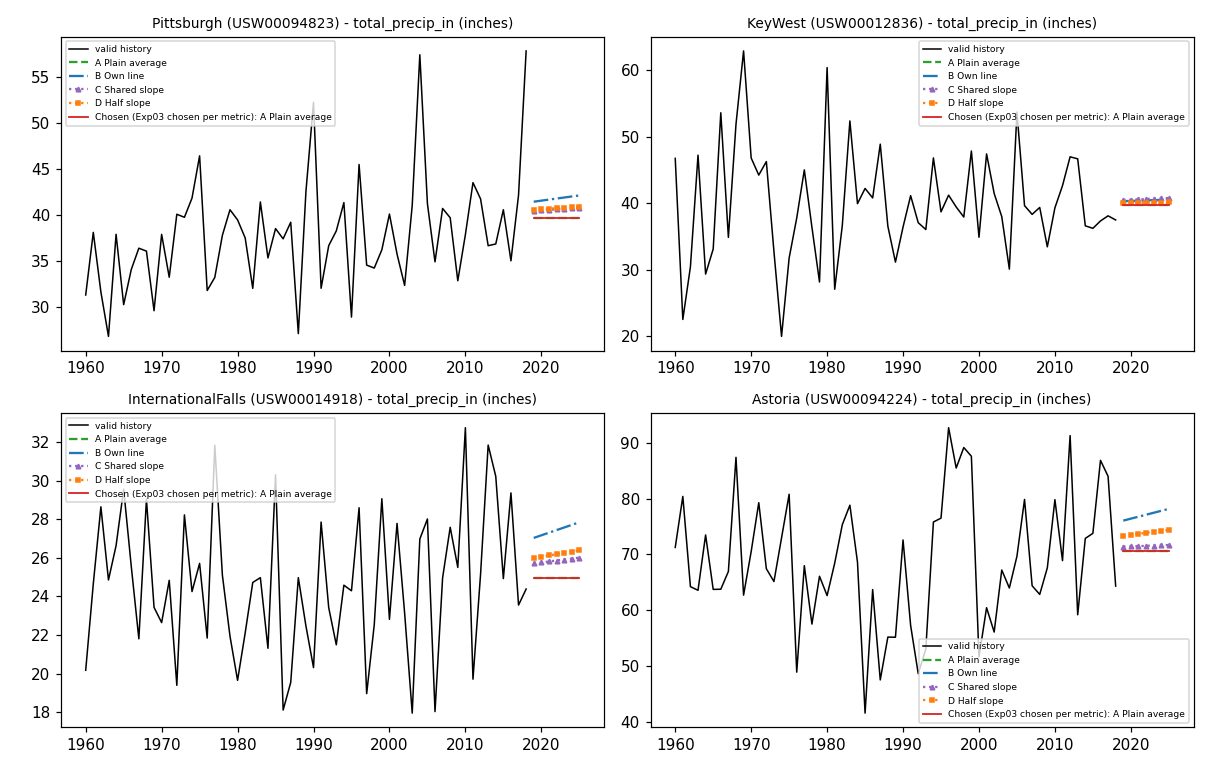 Pittsburgh (USW00094823) - total_precip_in (inches)
valid history
A Plain average
B Own line
C Shared slope
D Half slope
Chosen (Exp03 chosen per metric): A Plain average
55
50
45
40
35
30
1960 1970 1980 1990 2000 2010 2020
KeyWest (USW00012836) - total_precip_in (inches)
valid history
A Plain average
B Own line
C Shared slope
D Half slope
Chosen (Exp03 chosen per metric): A Plain average
60
50
40
30
20
1960 1970 1980 1990 2000 2010 2020
InternationalFalls (USW00014918) - total_precip_in (inches)
valid history
A Plain average
B Own line
C Shared slope
D Half slope
Chosen (Exp03 chosen per metric): A Plain average
32
30
28
26
24
22
20
18
1960 1970 1980 1990 2000 2010 2020
Astoria (USW00094224) - total_precip_in (inches)
90
80
70
60
50
40
valid history
A Plain average
B Own line
C Shared slope
D Half slope
Chosen (Exp03 chosen per metric): A Plain average
1960 1970 1980 1990 2000 2010 2020